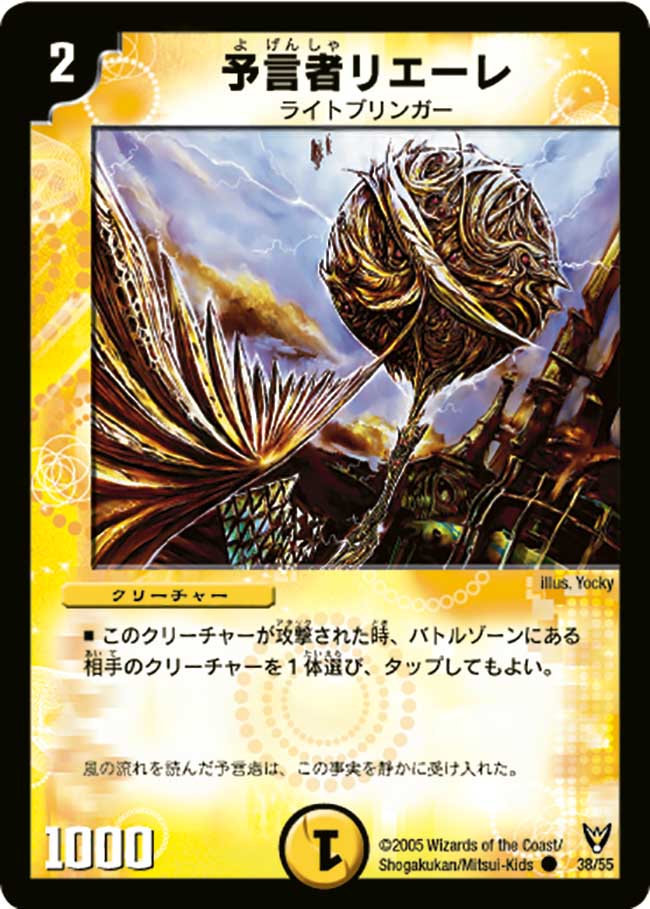 2
よげんしゃ
予言者リエーレ
ライトブリンガー
illus. Yocky
クリーチャー
■ このクリーチャーが攻撃された時、バトルゾーンにある
相手のクリーチャーを1体選び、タップしてもよい。
風の流れを読んだ予言者は、この事実を静かに受け入れた。
1000
1
©2005 Wizards of the Coast/
Shogakukan/Mitsui-Kids
38/55